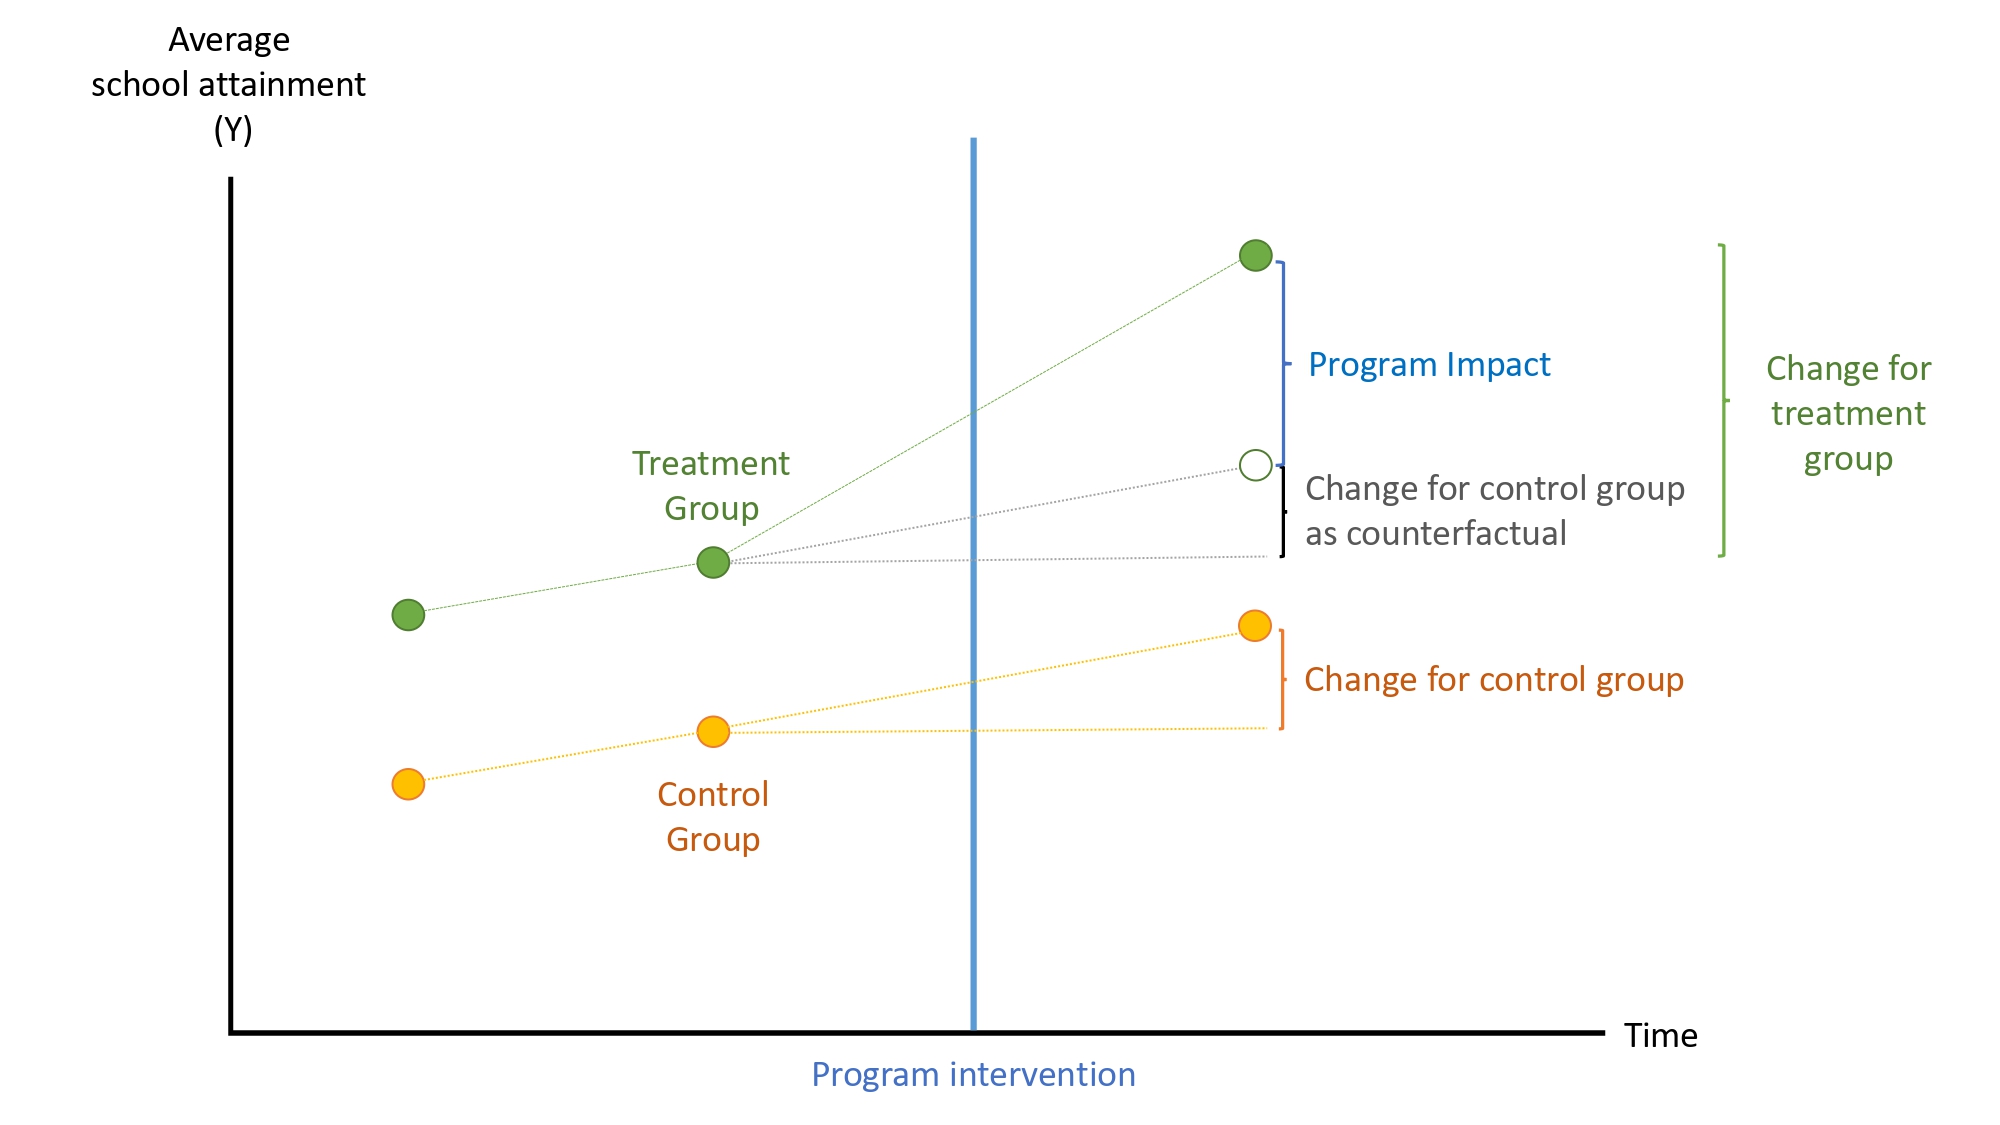 Average
school attainment
(Y)
Treatment
Group
Program Impact
Change for
treatment
group
Change for control group
as counterfactual
Change for control group
Control
Group
Time
Program intervention